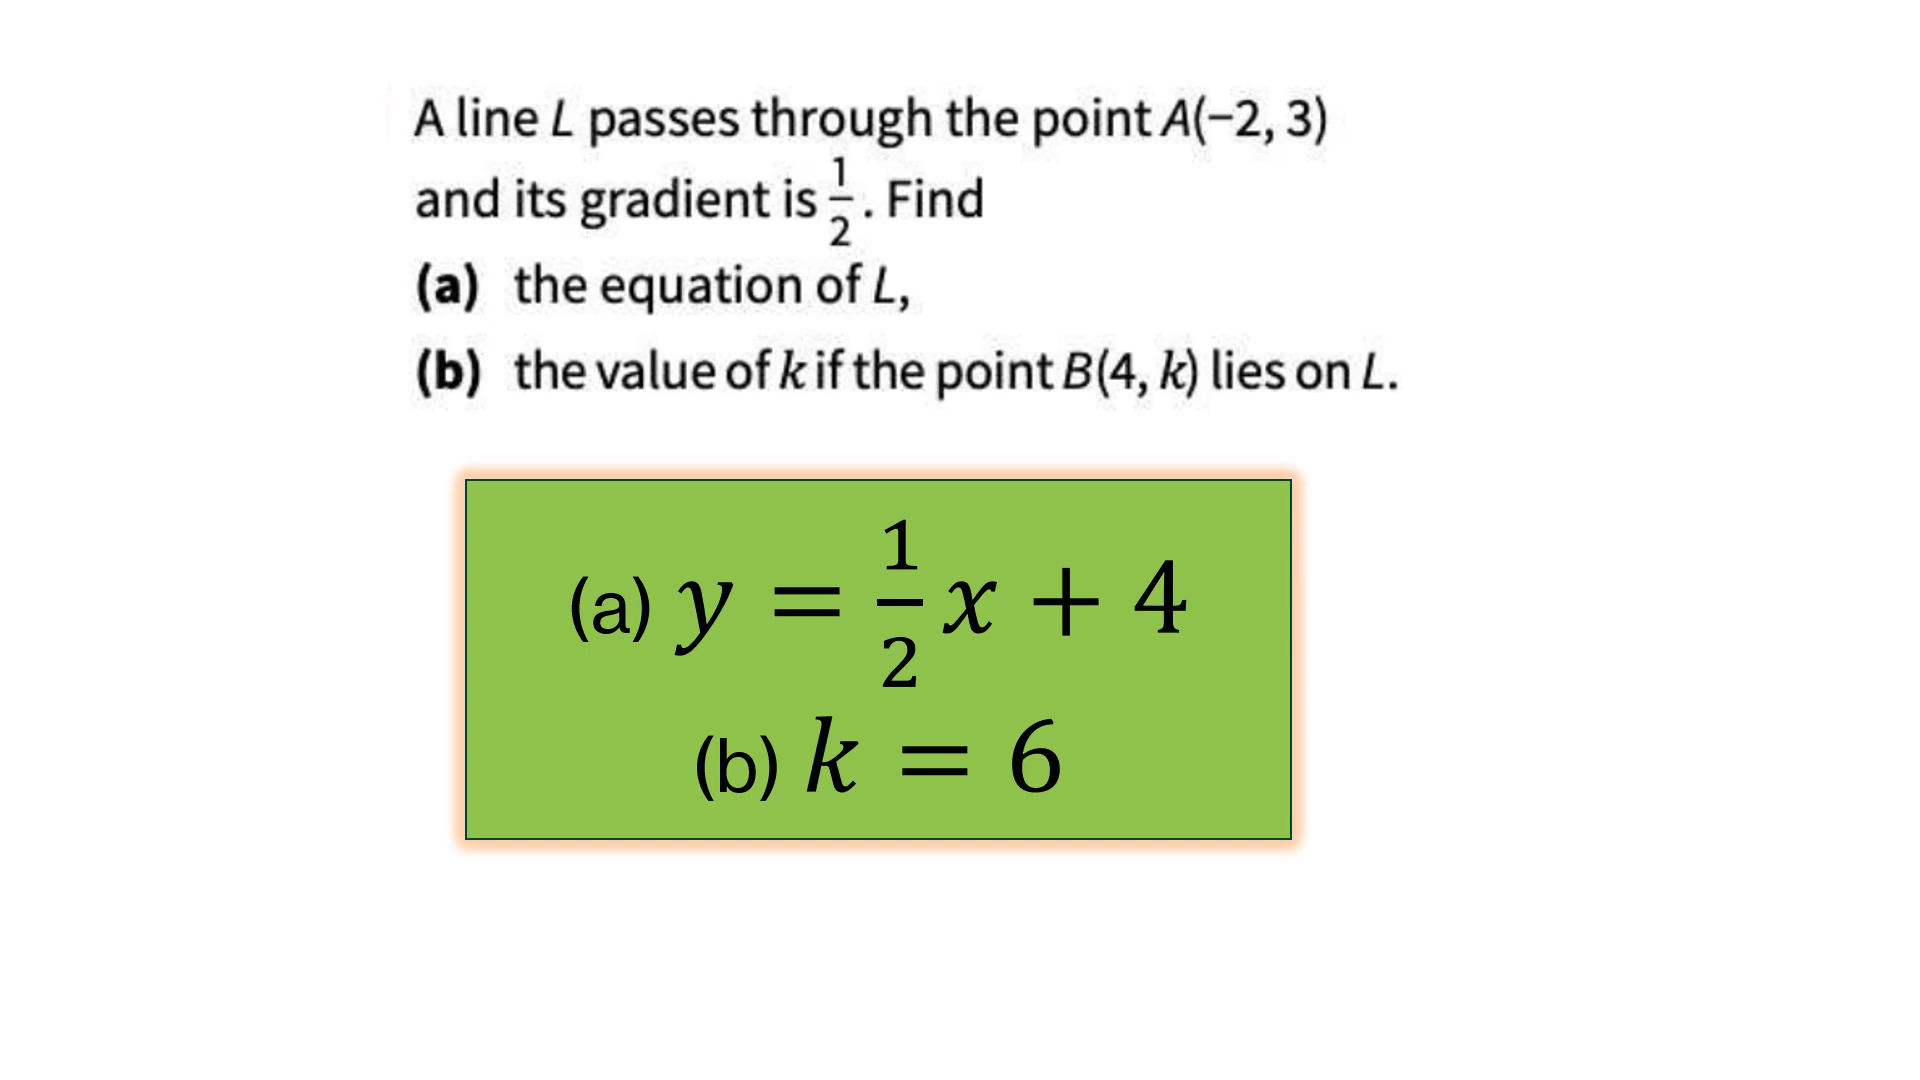 A line L passes through the point A(−2, 3)
and its gradient is 1/2. Find
(a) the equation of L,
(b) the value of k if the point B(4, k) lies on L.
(a) y = 1/2 x + 4
(b) k = 6